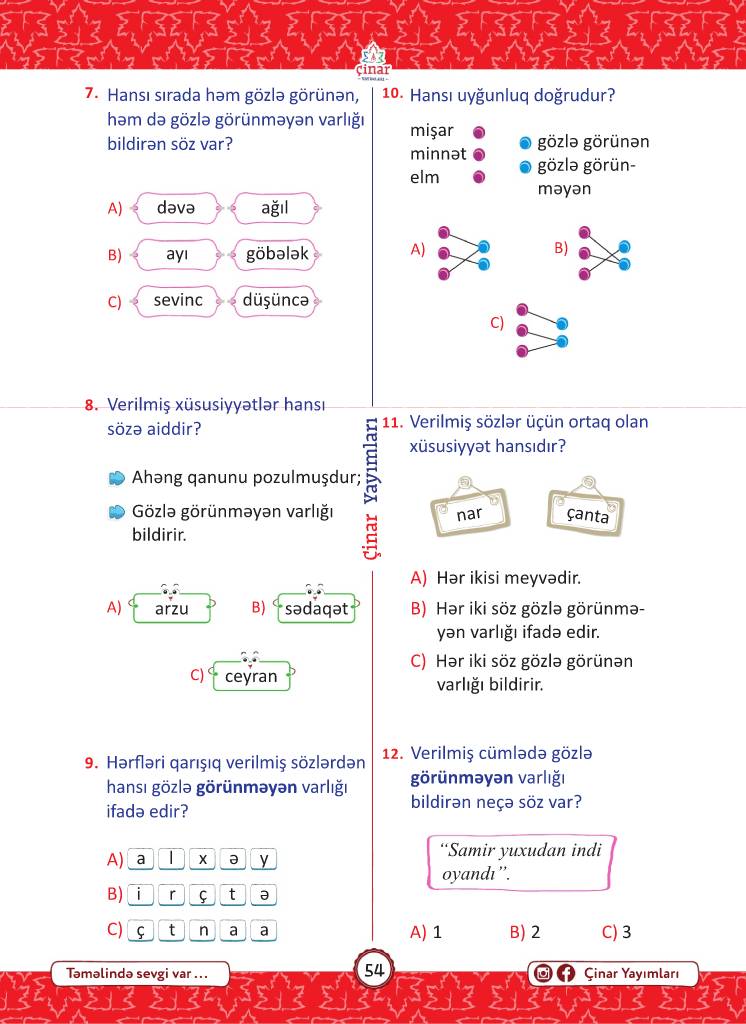 çinar
YAYIMLARI
7. Hansı sırada həm gözlə görünən,
həm də gözlə görünməyən varlığı
bildirən söz var?
A) dəvə ağıl
B) ayı göbələk
C) sevinc düşüncə
8. Verilmiş xüsusiyyətlər hansı
sözə aiddir?
Ahəng qanunu pozulmuşdur;
Gözlə görünməyən varlığı
bildirir.
A) arzu B) sədaqət
C) ceyran
9. Hərfləri qarışıq verilmiş sözlərdən
hansı gözlə görünməyən varlığı
ifadə edir?
A) a l x ə y
B) i r ç t ə
C) ç t n a a
Çinar Yayımları
10. Hansı uyğunluq doğrudur?
mişar
minnət
elm
gözlə görünən
gözlə görün-
məyən
A) B)
C)
11. Verilmiş sözlər üçün ortaq olan
xüsusiyyət hansıdır?
nar çanta
A) Hər ikisi meyvədir.
B) Hər iki söz gözlə görünmə-
yən varlığı ifadə edir.
C) Hər iki söz gözlə görünən
varlığı bildirir.
12. Verilmiş cümlədə gözlə
görünməyən varlığı
bildirən neçə söz var?
“Samir yuxudan indi
oyandı”.
A) 1 B) 2 C) 3
Təməlində sevgi var ...
54
Çinar Yayımları